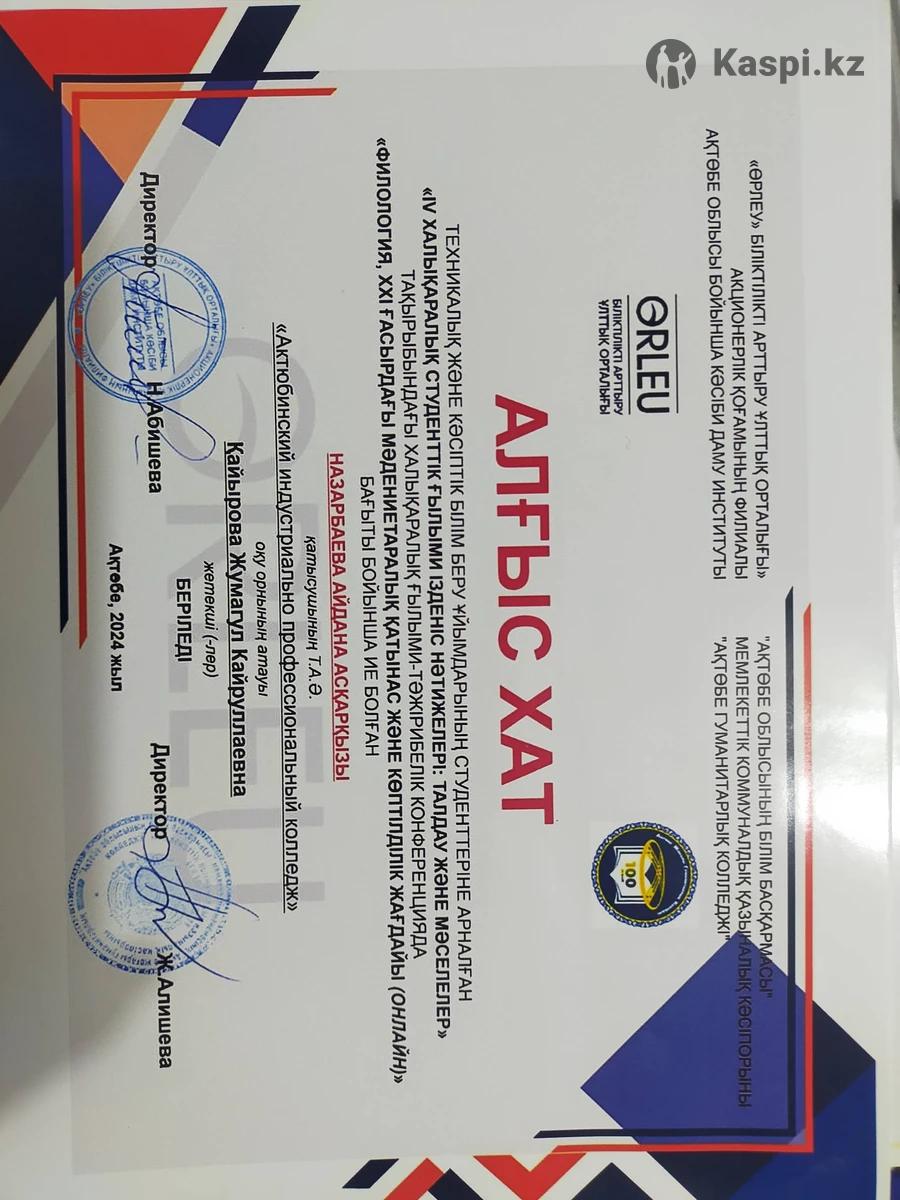 Kaspi.kz
«ӨРЛЕУ» БІЛІКТІЛІКТІ АРТТЫРУ ҰЛТТЫҚ ОРТАЛЫҒЫ»
АКЦИОНЕРЛІК ҚОҒАМЫНЫҢ ФИЛИАЛЫ
АҚТӨБЕ ОБЛЫСЫ БОЙЫНША КӘСІБИ ДАМУ ИНСТИТУТЫ
"АҚТӨБЕ ОБЛЫСЫНЫҢ БІЛІМ БАСҚАРМАСЫ"
МЕМЛЕКЕТТІК КОММУНАЛДЫҚ ҚАЗЫНАЛЫҚ КӘСІПОРЫНЫ
"АҚТӨБЕ ГУМАНИТАРЛЫҚ КОЛЛЕДЖІ"
ӨRLEU
БІЛІКТІЛІКТІ АРТТЫРУ
ҰЛТТЫҚ ОРТАЛЫҒЫ
100
АЛҒЫС ХАТ
ТЕХНИКАЛЫҚ ЖӘНЕ КӘСІПТІК БІЛІМ БЕРУ ҰЙЫМДАРЫНЫҢ СТУДЕНТТЕРІНЕ АРНАЛҒАН
«IV ХАЛЫҚАРАЛЫҚ СТУДЕНТТІК ҒЫЛЫМИ ІЗДЕНІС НӘТИЖЕЛЕРІ: ТАЛДАУ ЖӘНЕ МӘСЕЛЕЛЕР»
ТАҚЫРЫБЫНДАҒЫ ХАЛЫҚАРАЛЫҚ ҒЫЛЫМИ-ТӘЖІРИБЕЛІК КОНФЕРЕНЦИЯДА
«ФИЛОЛОГИЯ, XXI ҒАСЫРДАҒЫ МӘДЕНИЕТАРАЛЫҚ ҚАТЫНАС ЖӘНЕ КӨПТІЛДІЛІК ЖАҒДАЙЫ (ОНЛАЙН)»
БАҒЫТЫ БОЙЫНША ИЕ БОЛҒАН
НАЗАРБАЕВА АЙДАНА АСҚАРҚЫЗЫ
қатысушының Т.А.Ә.
«Актюбинский индустриально профессиональный колледж»
оқу орнының атауы
Қайырова Жумагул Кайруллаевна
жетекші (-лер)
БЕРІЛЕДІ
Директор Н.Абишева
Директор Ж.Алишева
Ақтөбе, 2024 жыл
ӨRLEU